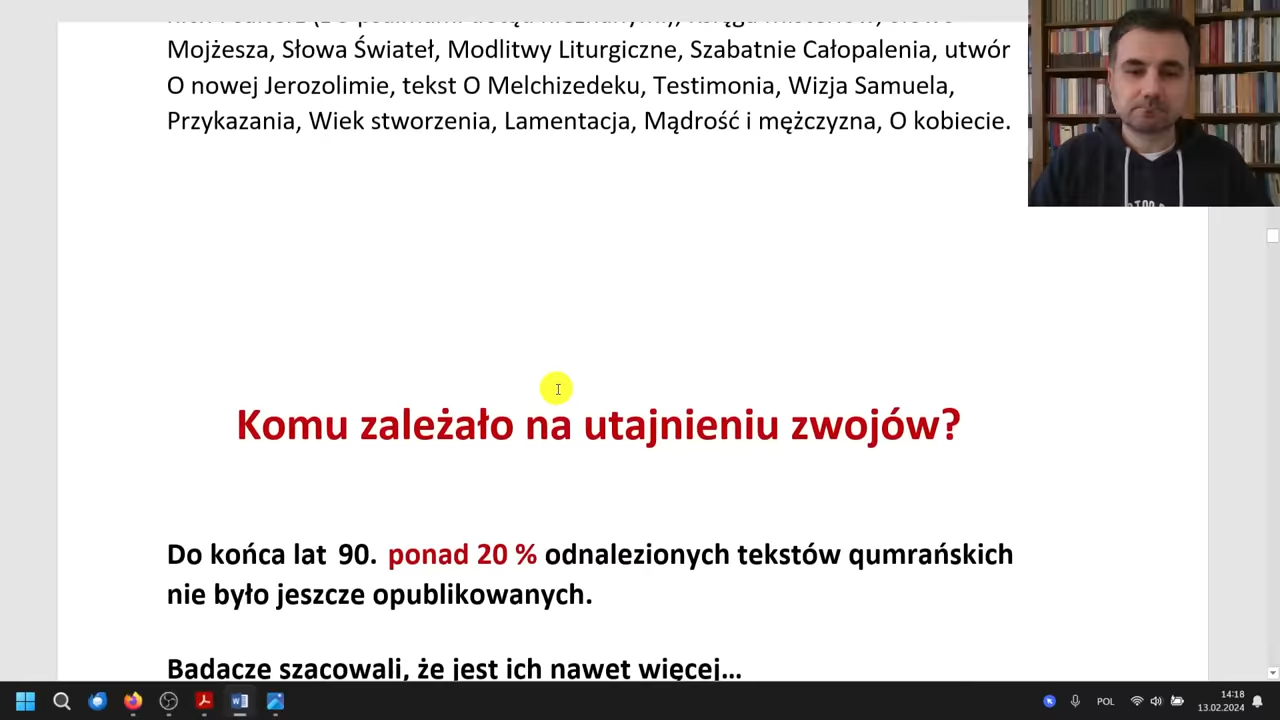 Mojżesza, Słowa Świateł, Modlitwy Liturgiczne, Szabatnie Całopalenia, utwór
O nowej Jerozolimie, tekst O Melchizedeku, Testimonia, Wizja Samuela,
Przykazania, Wiek stworzenia, Lamentacja, Mądrość i mężczyzna, O kobiecie.
Komu zależało na utajnieniu zwojów?
Do końca lat 90. ponad 20 % odnalezionych tekstów qumrańskich
nie było jeszcze opublikowanych.
Badacze szacowali, że jest ich nawet więcej…
POL
14:18
13.02.2024